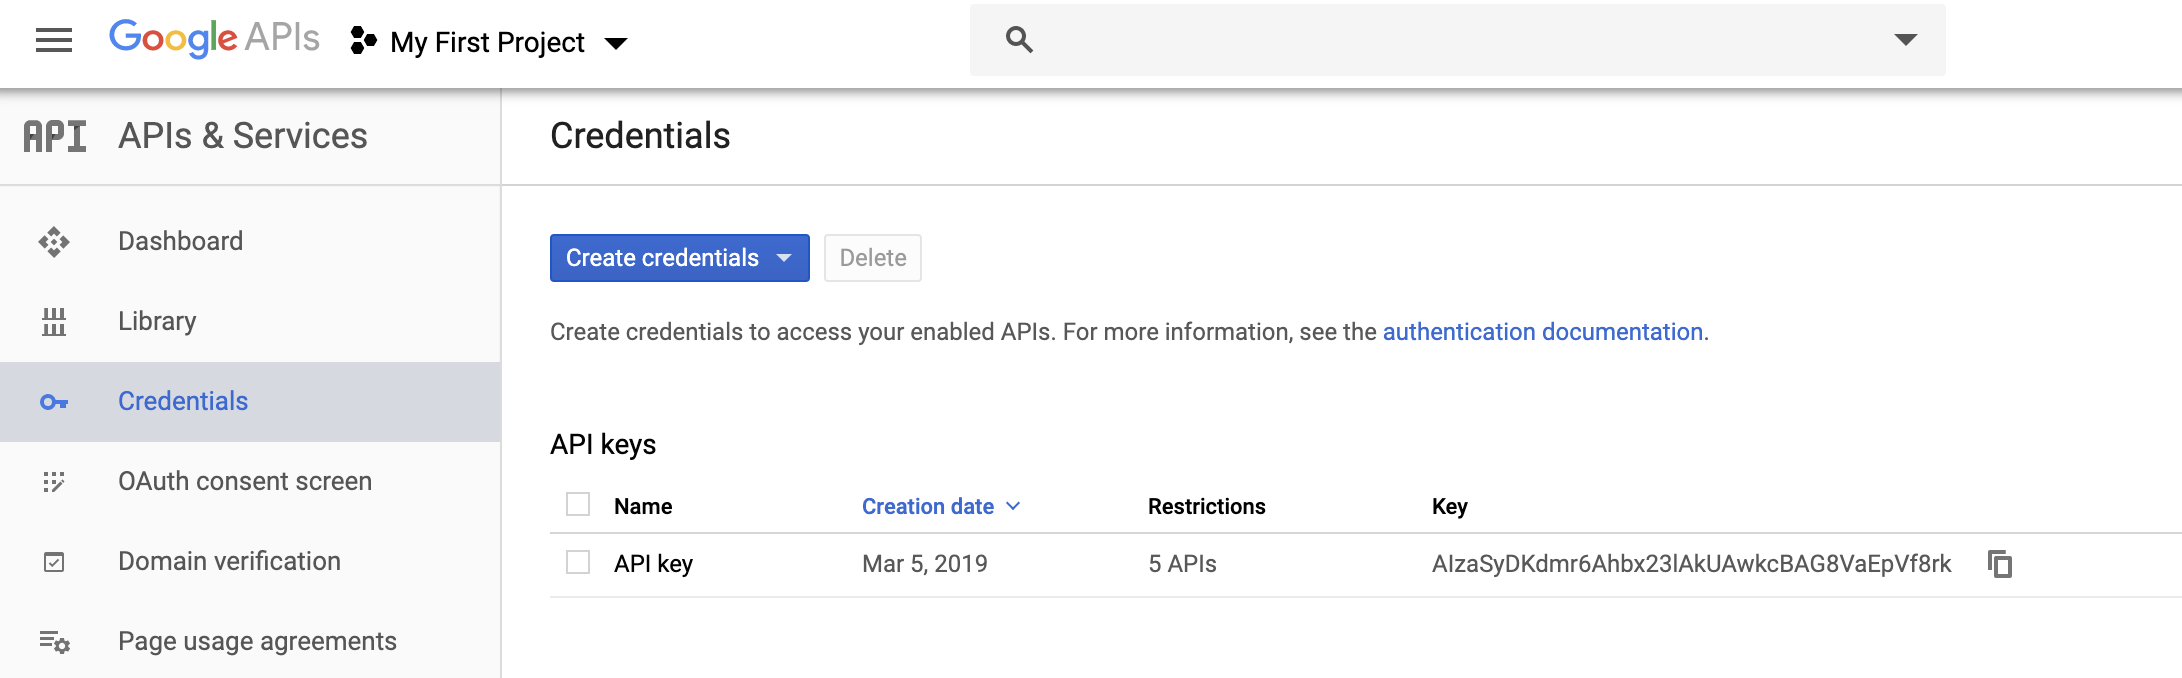 Google APIs
My First Project
API APIs & Services
Credentials
Dashboard
Library
Credentials
OAuth consent screen
Domain verification
Page usage agreements
Create credentials
Delete
Create credentials to access your enabled APIs. For more information, see the authentication documentation.
API keys
Name Creation date Restrictions Key
API key Mar 5, 2019 5 APIs AIzaSyDKdmr6Ahbx23lAkUAwkcBAG8VaEpVf8rk